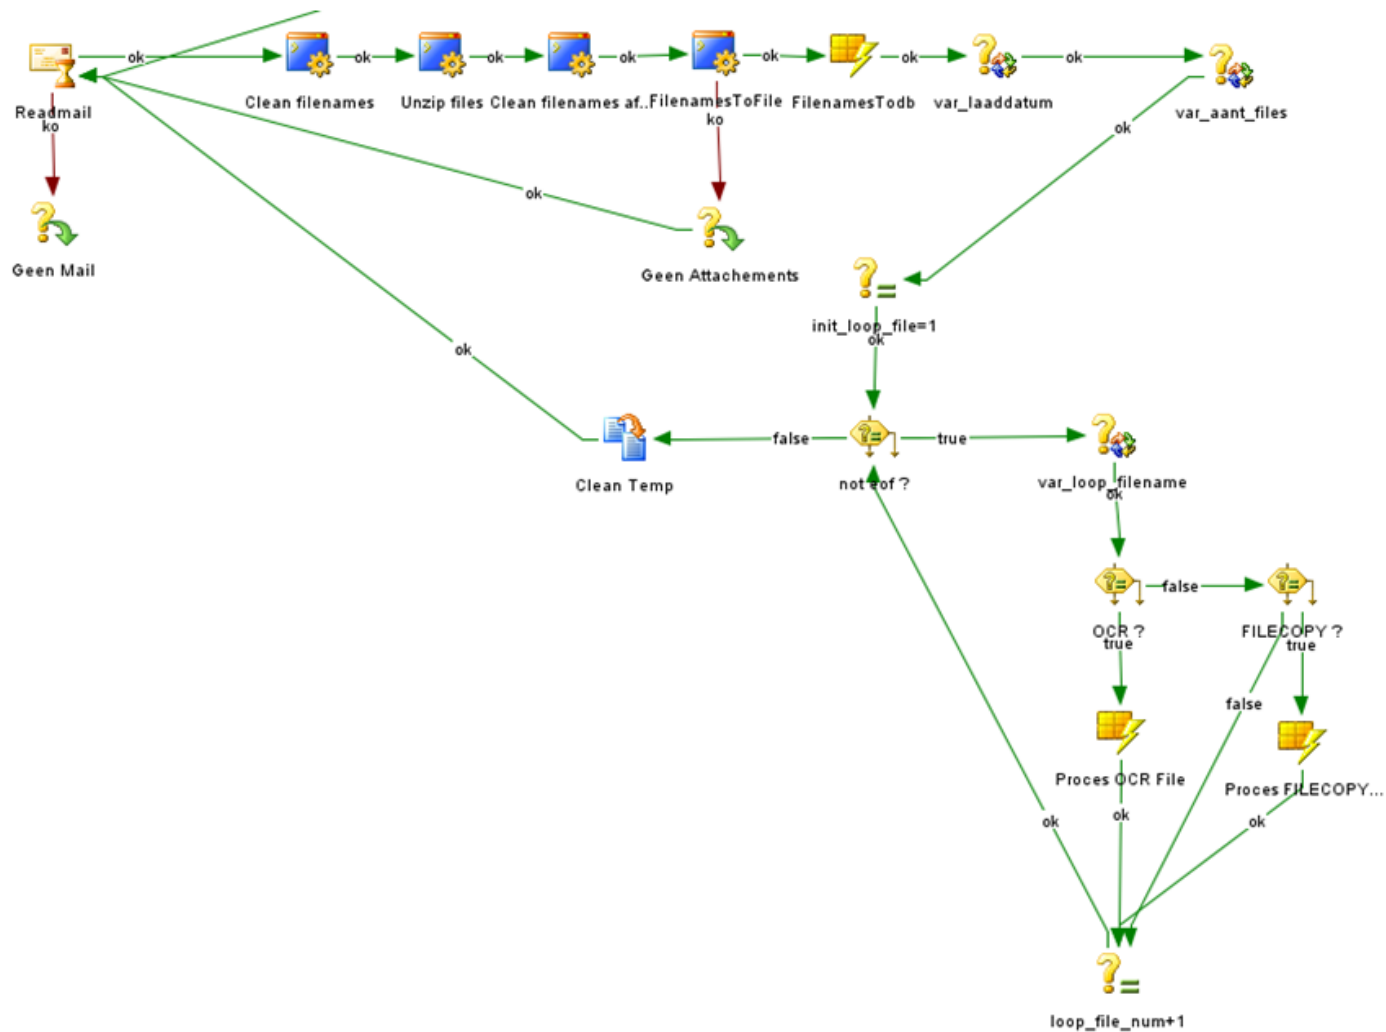 ok
ok
ok
ok
ok
ok
ok
Readmail
Clean filenames
Unzip files
Clean filenames af...
FilenamesToFile
FilenamesTodb
var_laaddatum
var_aant_files
ko
ko
ok
ok
Geen Mail
Geen Attachements
init_loop_file=1
ok
ok
false
true
Clean Temp
not eof ?
var_loop_filename
ok
false
OCR ?
FILECOPY ?
true
true
false
Proces OCR File
Proces FILECOPY...
ok
ok
ok
loop_file_num+1